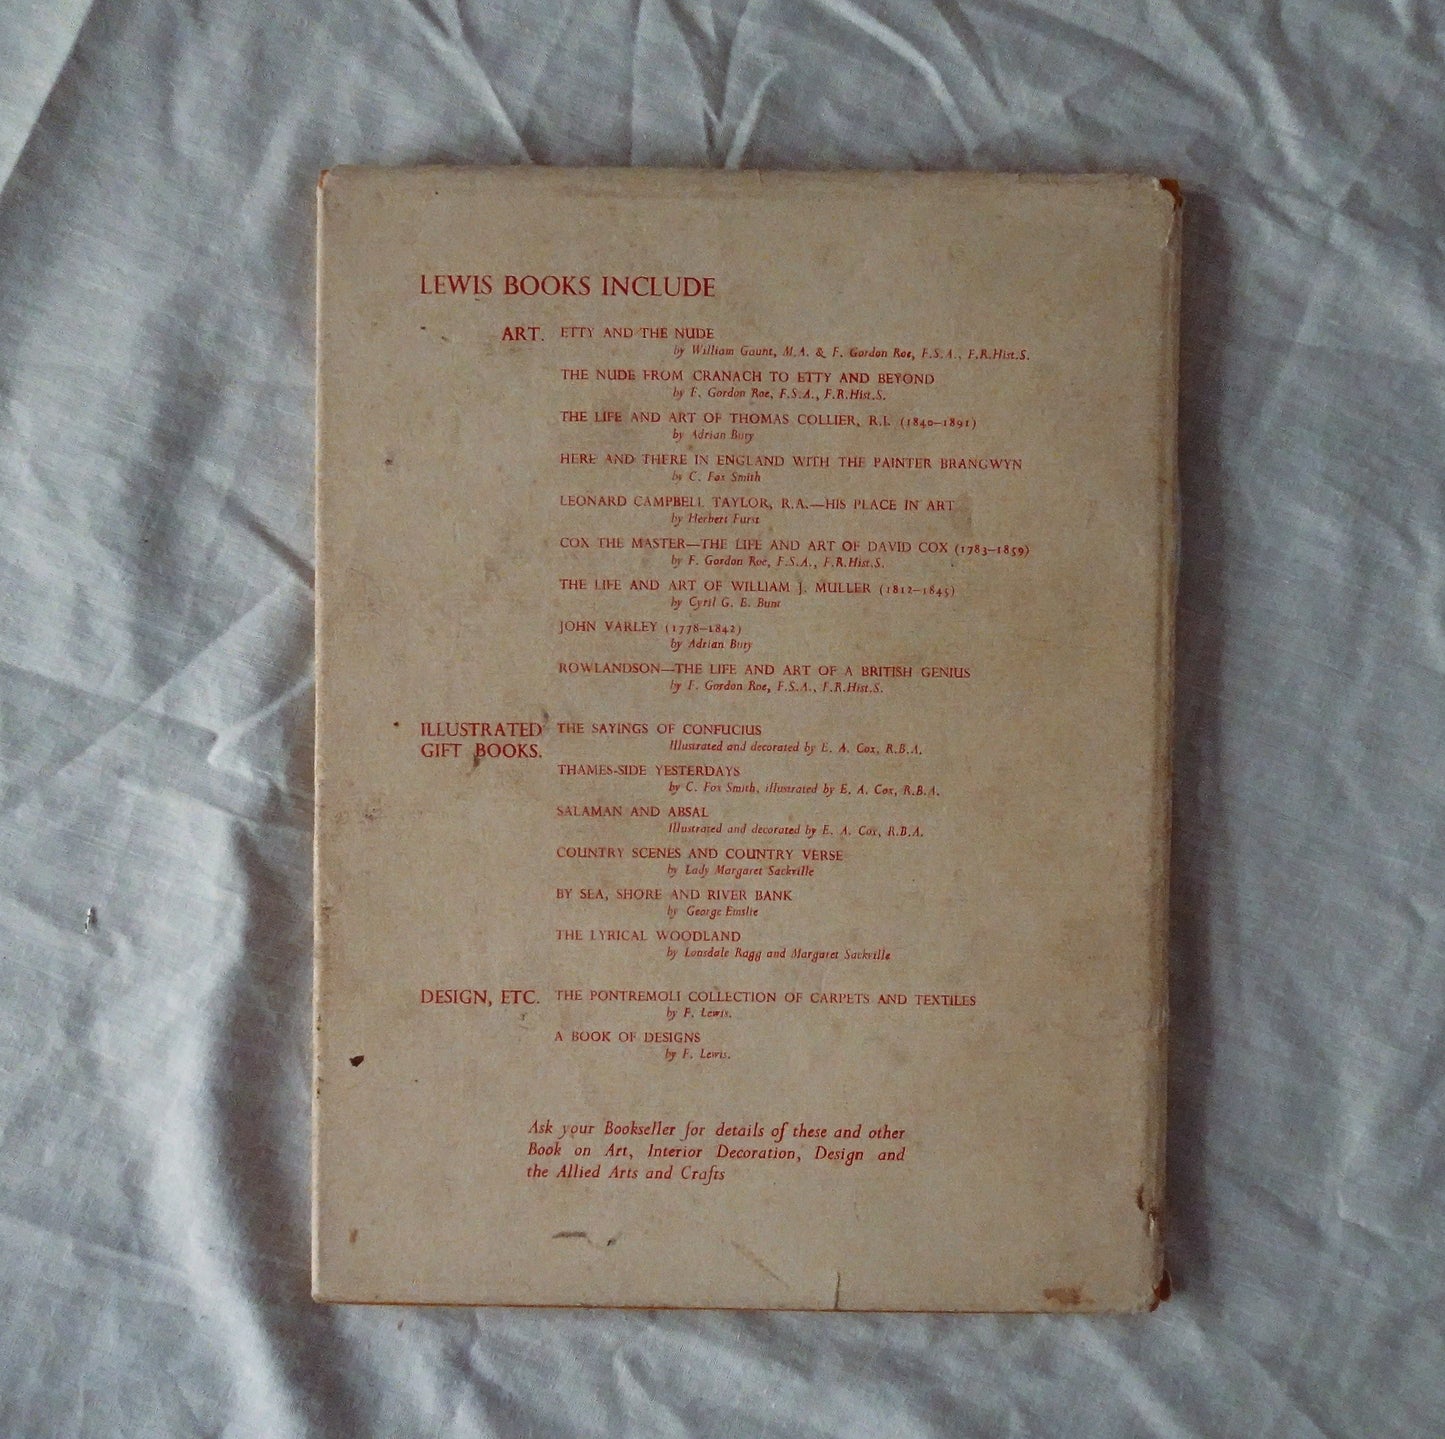 LEWIS BOOKS INCLUDE
ART. ETTY AND THE NUDE
by William Gaunt, M.A. & F. Gordon Roe, F.S.A., F.R.Hist.S.
THE NUDE FROM CRANACH TO ETTY AND BEYOND
by F. Gordon Roe, F.S.A., F.R.Hist.S.
THE LIFE AND ART OF THOMAS COLLIER, R.I. (1840–1891)
by Adrian Bury
HERE AND THERE IN ENGLAND WITH THE PAINTER BRANGWYN
by C. Fox Smith
LEONARD CAMPBELL TAYLOR, R.A.—HIS PLACE IN ART
by Herbert Furst
COX THE MASTER—THE LIFE AND ART OF DAVID COX (1783–1859)
by F. Gordon Roe, F.S.A., F.R.Hist.S.
THE LIFE AND ART OF WILLIAM J. MULLER (1812–1845)
by Cyril G. E. Bunt
JOHN VARLEY (1778–1842)
by Adrian Bury
ROWLANDSON—THE LIFE AND ART OF A BRITISH GENIUS
by F. Gordon Roe, F.S.A., F.R.Hist.S.
ILLUSTRATED THE SAYINGS OF CONFUCIUS
GIFT BOOKS. Illustrated and decorated by E. A. Cox, R.B.A.
THAMES-SIDE YESTERDAYS
by C. Fox Smith, illustrated by E. A. Cox, R.B.A.
SALAMAN AND ABSAL
Illustrated and decorated by E. A. Cox, R.B.A.
COUNTRY SCENES AND COUNTRY VERSE
by Lady Margaret Sackville
BY SEA, SHORE AND RIVER BANK
by George Emslie
THE LYRICAL WOODLAND
by Lonsdale Ragg and Margaret Sackville
DESIGN, ETC. THE PONTREMOLI COLLECTION OF CARPETS AND TEXTILES
by F. Lewis.
A BOOK OF DESIGNS
by F. Lewis.
Ask your Bookseller for details of these and other
Book on Art, Interior Decoration, Design and
the Allied Arts and Crafts